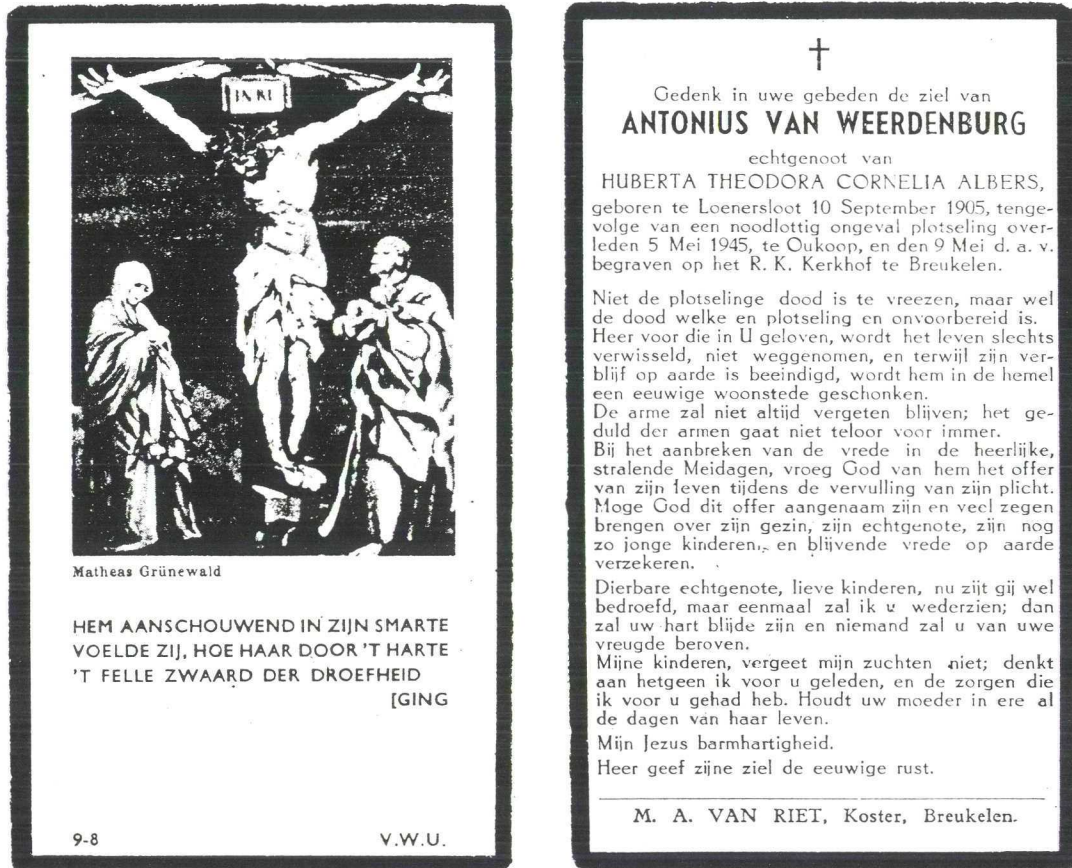 INRI
Matheas Grünewald
HEM AANSCHOUWEND IN ZIJN SMARTE
VOELDE ZIJ, HOE HAAR DOOR 'T HARTE
'T FELLE ZWAARD DER DROEFHEID
[GING
9-8
V.W.U.
Gedenk in uwe gebeden de ziel van
ANTONIUS VAN WEERDENBURG
echtgenoot van
HUBERTA THEODORA CORNELIA ALBERS,
geboren te Loenersloot 10 September 1905, tenge-
volge van een noodlottig ongeval plotseling over-
leden 5 Mei 1945, te Oukoop, en den 9 Mei d. a. v.
begraven op het R. K. Kerkhof te Breukelen.
Niet de plotselinge dood is te vreezen, maar wel
de dood welke en plotseling en onvoorbereid is.
Heer voor die in U geloven, wordt het leven slechts
verwisseld, niet weggenomen, en terwijl zijn ver-
blijf op aarde is beeindigd, wordt hem in de hemel
een eeuwige woonstede geschonken.
De arme zal niet altijd vergeten blijven; het ge-
duld der armen gaat niet teloor voor immer.
Bij het aanbreken van de vrede in de heerlijke,
stralende Meidagen, vroeg God van hem het offer
van zijn leven tijdens de vervulling van zijn plicht.
Moge God dit offer aangenaam zijn en veel zegen
brengen over zijn gezin, zijn echtgenote, zijn nog
zo jonge kinderen, en blijvende vrede op aarde
verzekeren.
Dierbare echtgenote, lieve kinderen, nu zijt gij wel
bedroefd, maar eenmaal zal ik u wederzien; dan
zal uw hart blijde zijn en niemand zal u van uwe
vreugde beroven.
Mijne kinderen, vergeet mijn zuchten niet; denkt
aan hetgeen ik voor u geleden, en de zorgen die
ik voor u gehad heb. Houdt uw moeder in ere al
de dagen van haar leven.
Mijn Jezus barmhartigheid.
Heer geef zijne ziel de eeuwige rust.
M. A. VAN RIET, Koster, Breukelen.